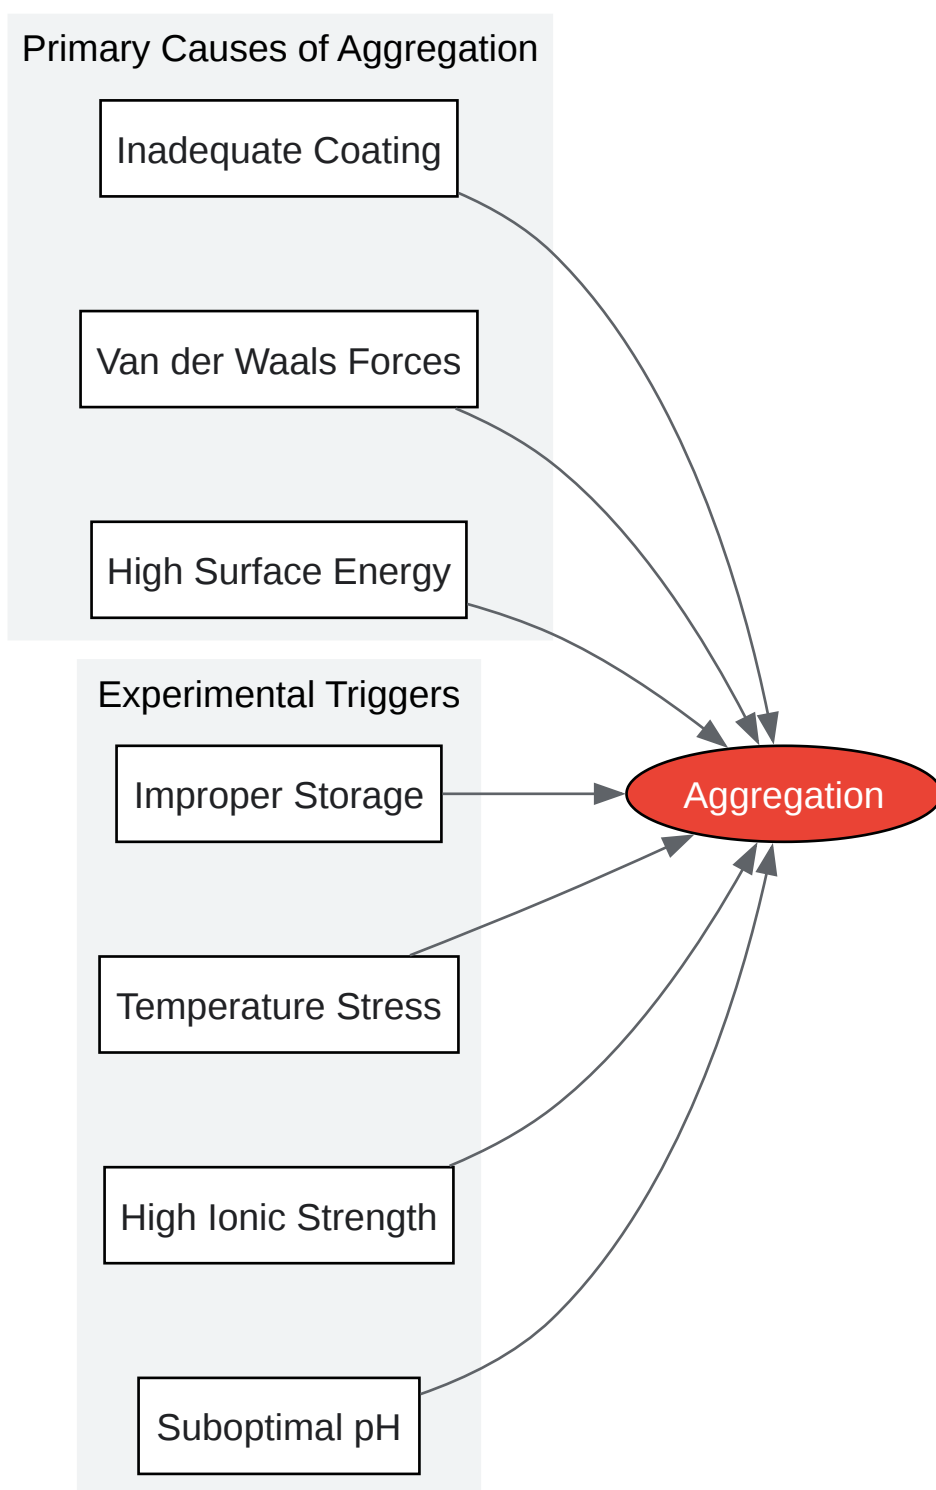 Primary Causes of Aggregation
Inadequate Coating
Van der Waals Forces
High Surface Energy
Experimental Triggers
Improper Storage
Aggregation
Temperature Stress
High Ionic Strength
Suboptimal pH